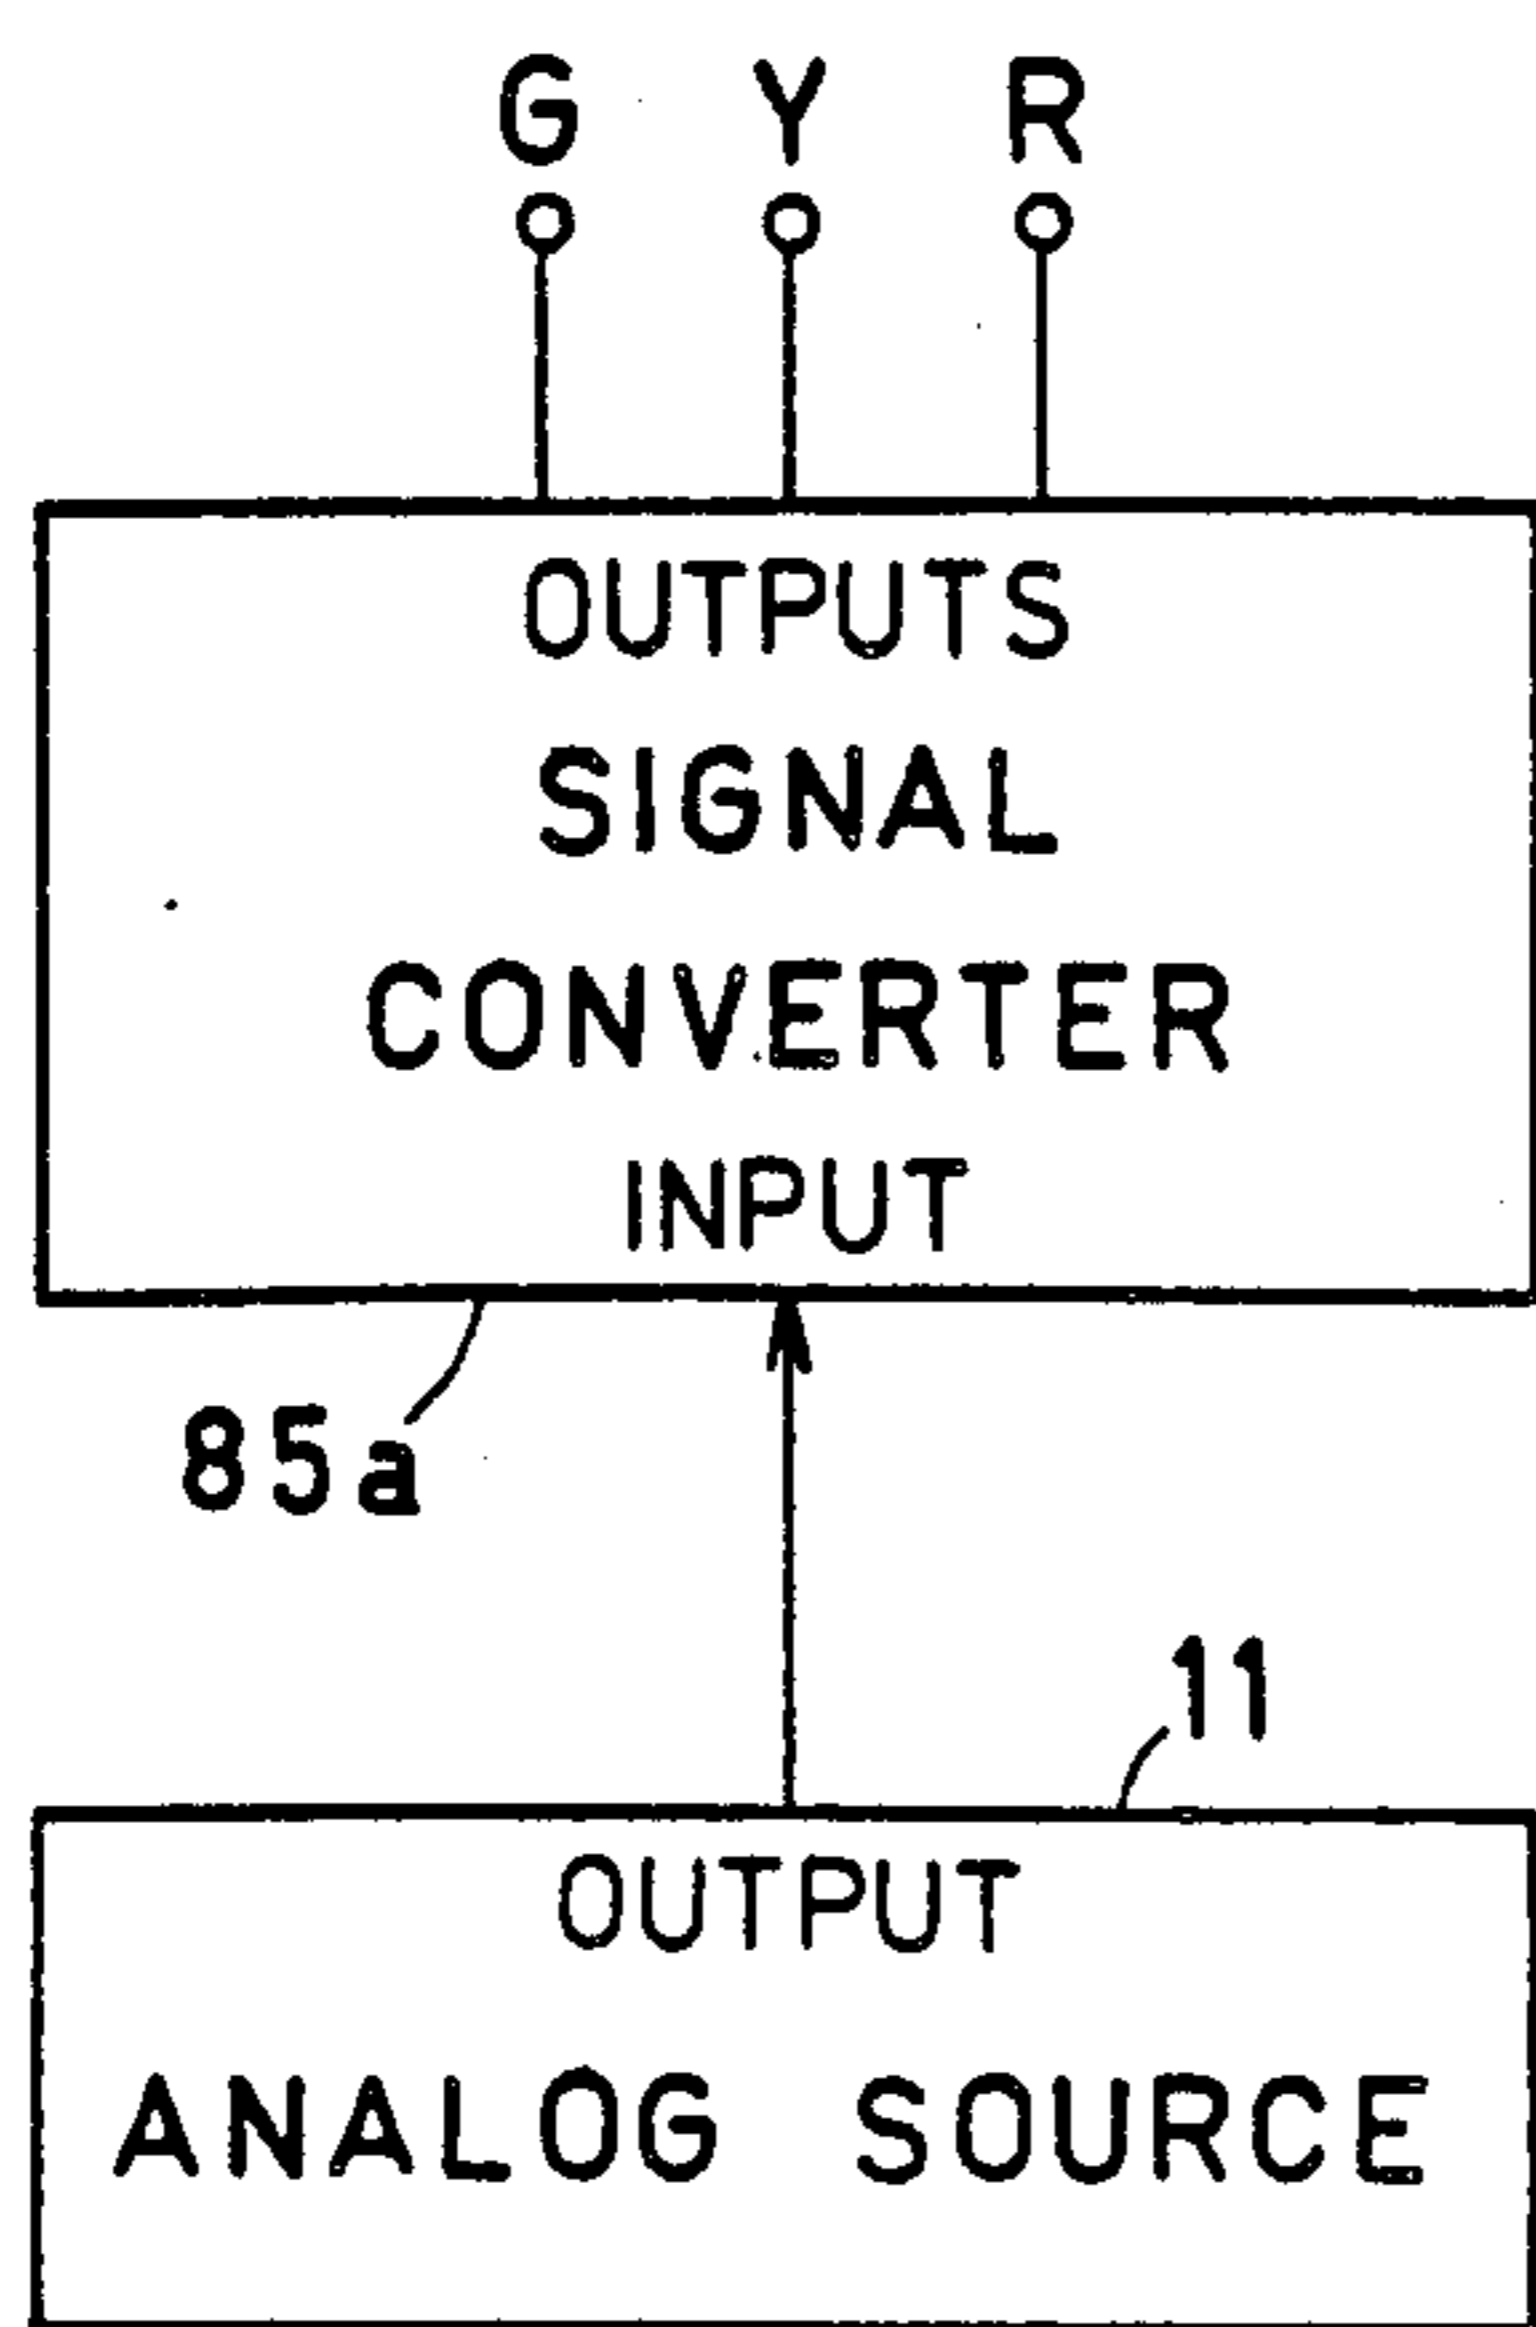 G Y R
OUTPUTS
SIGNAL
CONVERTER
INPUT
85a
11
OUTPUT
ANALOG SOURCE